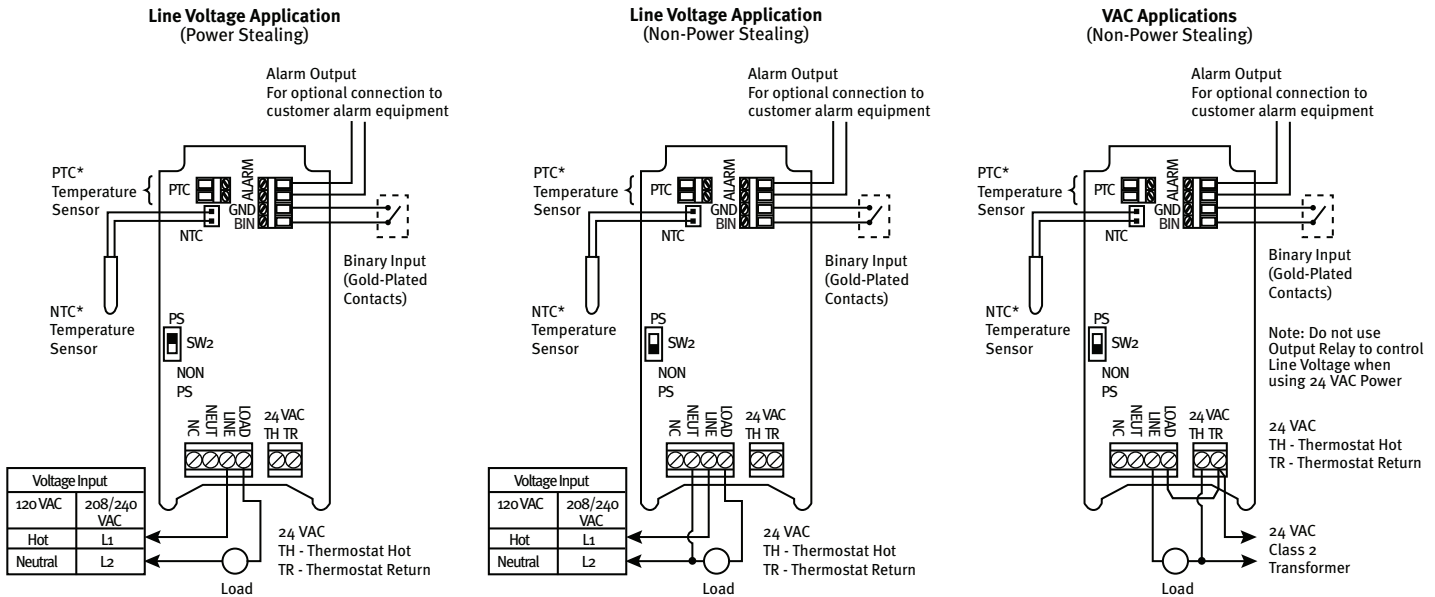 Line Voltage Application
(Power Stealing)
Alarm Output
For optional connection to
customer alarm equipment
PTC*
Temperature
Sensor
PTC
ALARM
GND
BIN
NTC
Binary Input
(Gold-Plated
Contacts)
NTC*
Temperature
Sensor
PS
SW2
NON
PS
NC
NEUT
LINE
LOAD
24 VAC
TH TR
Voltage Input
120 VAC
208/240
VAC
Hot
L1
Neutral
L2
24 VAC
TH - Thermostat Hot
TR - Thermostat Return
Load
Line Voltage Application
(Non-Power Stealing)
Alarm Output
For optional connection to
customer alarm equipment
PTC*
Temperature
Sensor
PTC
ALARM
GND
BIN
NTC
Binary Input
(Gold-Plated
Contacts)
NTC*
Temperature
Sensor
PS
SW2
NON
PS
NC
NEUT
LINE
LOAD
24 VAC
TH TR
Voltage Input
120 VAC
208/240
VAC
Hot
L1
Neutral
L2
24 VAC
TH - Thermostat Hot
TR - Thermostat Return
Load
VAC Applications
(Non-Power Stealing)
Alarm Output
For optional connection to
customer alarm equipment
PTC*
Temperature
Sensor
PTC
ALARM
GND
BIN
NTC
Binary Input
(Gold-Plated
Contacts)
NTC*
Temperature
Sensor
PS
SW2
NON
PS
Note: Do not use
Output Relay to control
Line Voltage when
using 24 VAC Power
NC
NEUT
LINE
LOAD
24 VAC
TH TR
24 VAC
TH - Thermostat Hot
TR - Thermostat Return
24 VAC
Class 2
Transformer
Load